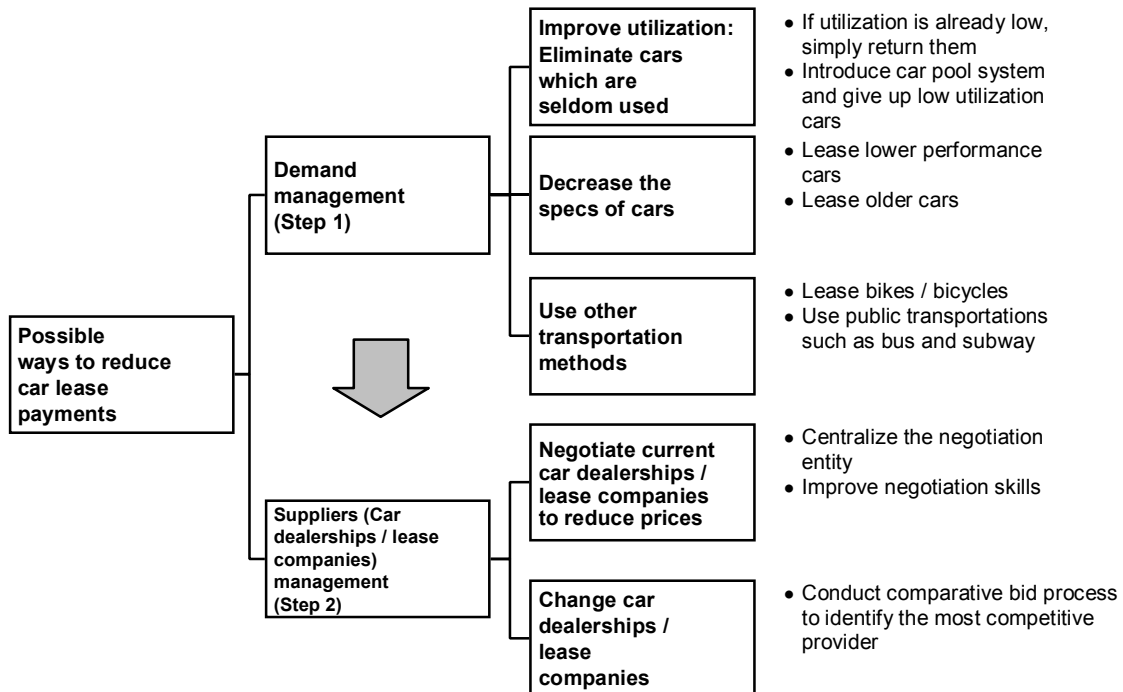 Possible
ways to reduce
car lease
payments
Demand
management
(Step 1)
Improve utilization:
Eliminate cars
which are
seldom used
• If utilization is already low,
simply return them
• Introduce car pool system
and give up low utilization
cars
Decrease the
specs of cars
• Lease lower performance
cars
• Lease older cars
Use other
transportation
methods
• Lease bikes / bicycles
• Use public transportations
such as bus and subway
Suppliers (Car
dealerships / lease
companies)
management
(Step 2)
Negotiate current
car dealerships /
lease companies
to reduce prices
• Centralize the negotiation
entity
• Improve negotiation skills
Change car
dealerships /
lease
companies
• Conduct comparative bid process
to identify the most competitive
provider